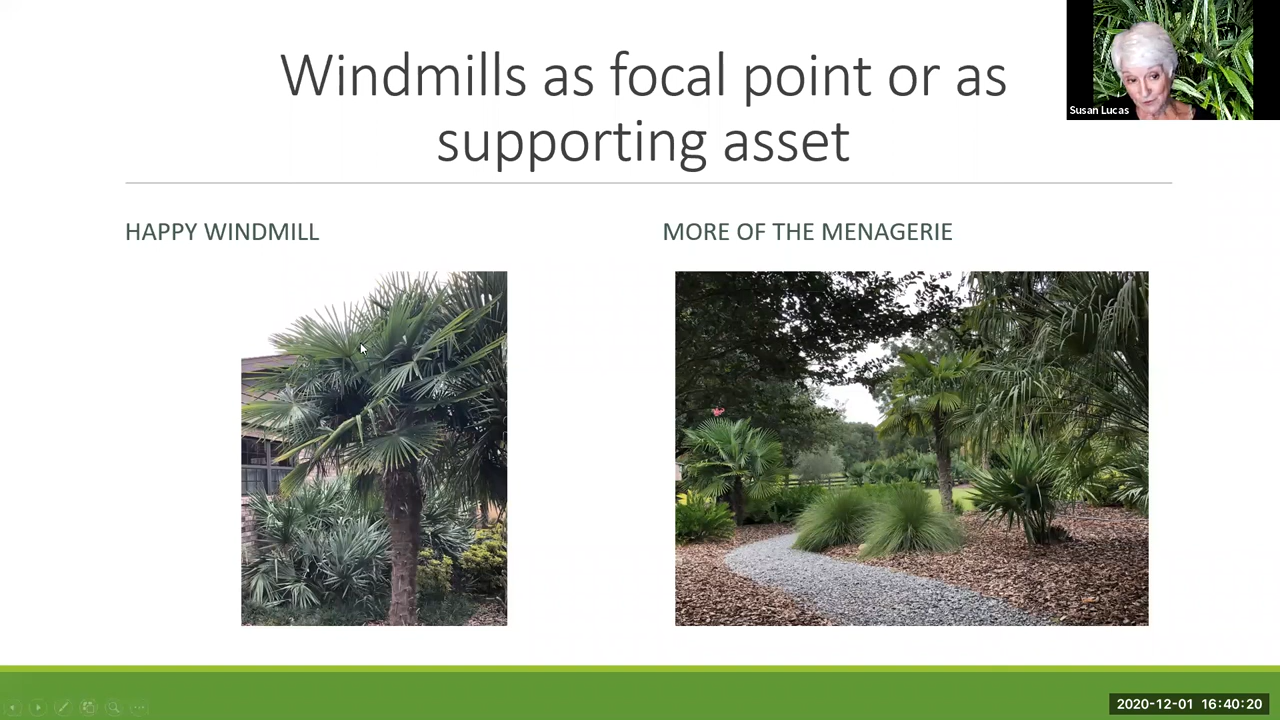 Windmills as focal point or as
supporting asset
Susan Lucas
HAPPY WINDMILL
MORE OF THE MENAGERIE
2020-12-01 16:40:20